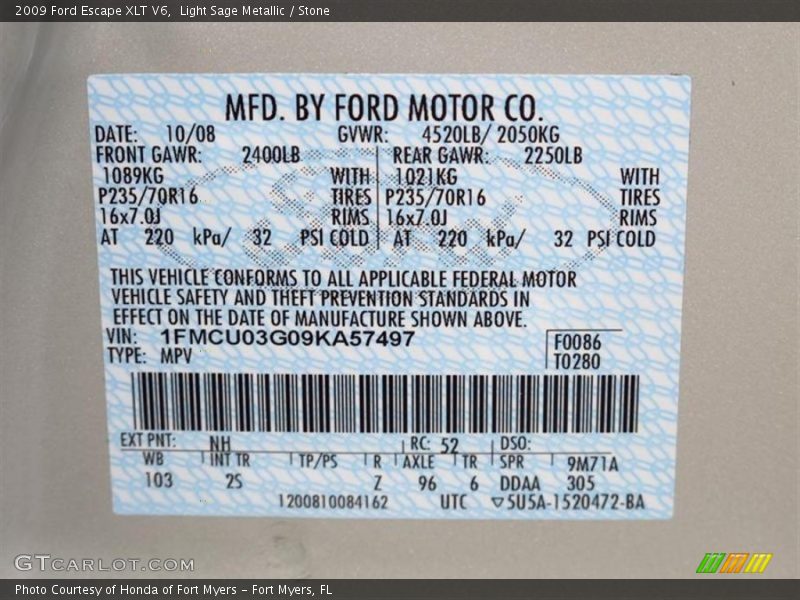 2009 Ford Escape XLT V6,  Light Sage Metallic / Stone
MFD. BY FORD MOTOR CO.
DATE: 10/08 GVWR: 4520LB/ 2050KG
FRONT GAWR: 2400LB REAR GAWR: 2250LB
1089KG WITH 1021KG WITH
P235/70R16 TIRES P235/70R16 TIRES
16x7.0J RIMS 16x7.0J RIMS
AT 220 kPa/ 32 PSI COLD AT 220 kPa/ 32 PSI COLD
THIS VEHICLE CONFORMS TO ALL APPLICABLE FEDERAL MOTOR
VEHICLE SAFETY AND THEFT PREVENTION STANDARDS IN
EFFECT ON THE DATE OF MANUFACTURE SHOWN ABOVE.
VIN: 1FMCU03G09KA57497 F0086
TYPE: MPV T0280
EXT PNT: NH RC: 52 DSO:
WB INT TR TP/PS R AXLE TR SPR 9M71A
103 2S Z 96 6 DDAA 305
1200810084162 UTC ▽5U5A-1520472-BA
GTCARLOT.COM
Photo Courtesy of Honda of Fort Myers – Fort Myers, FL